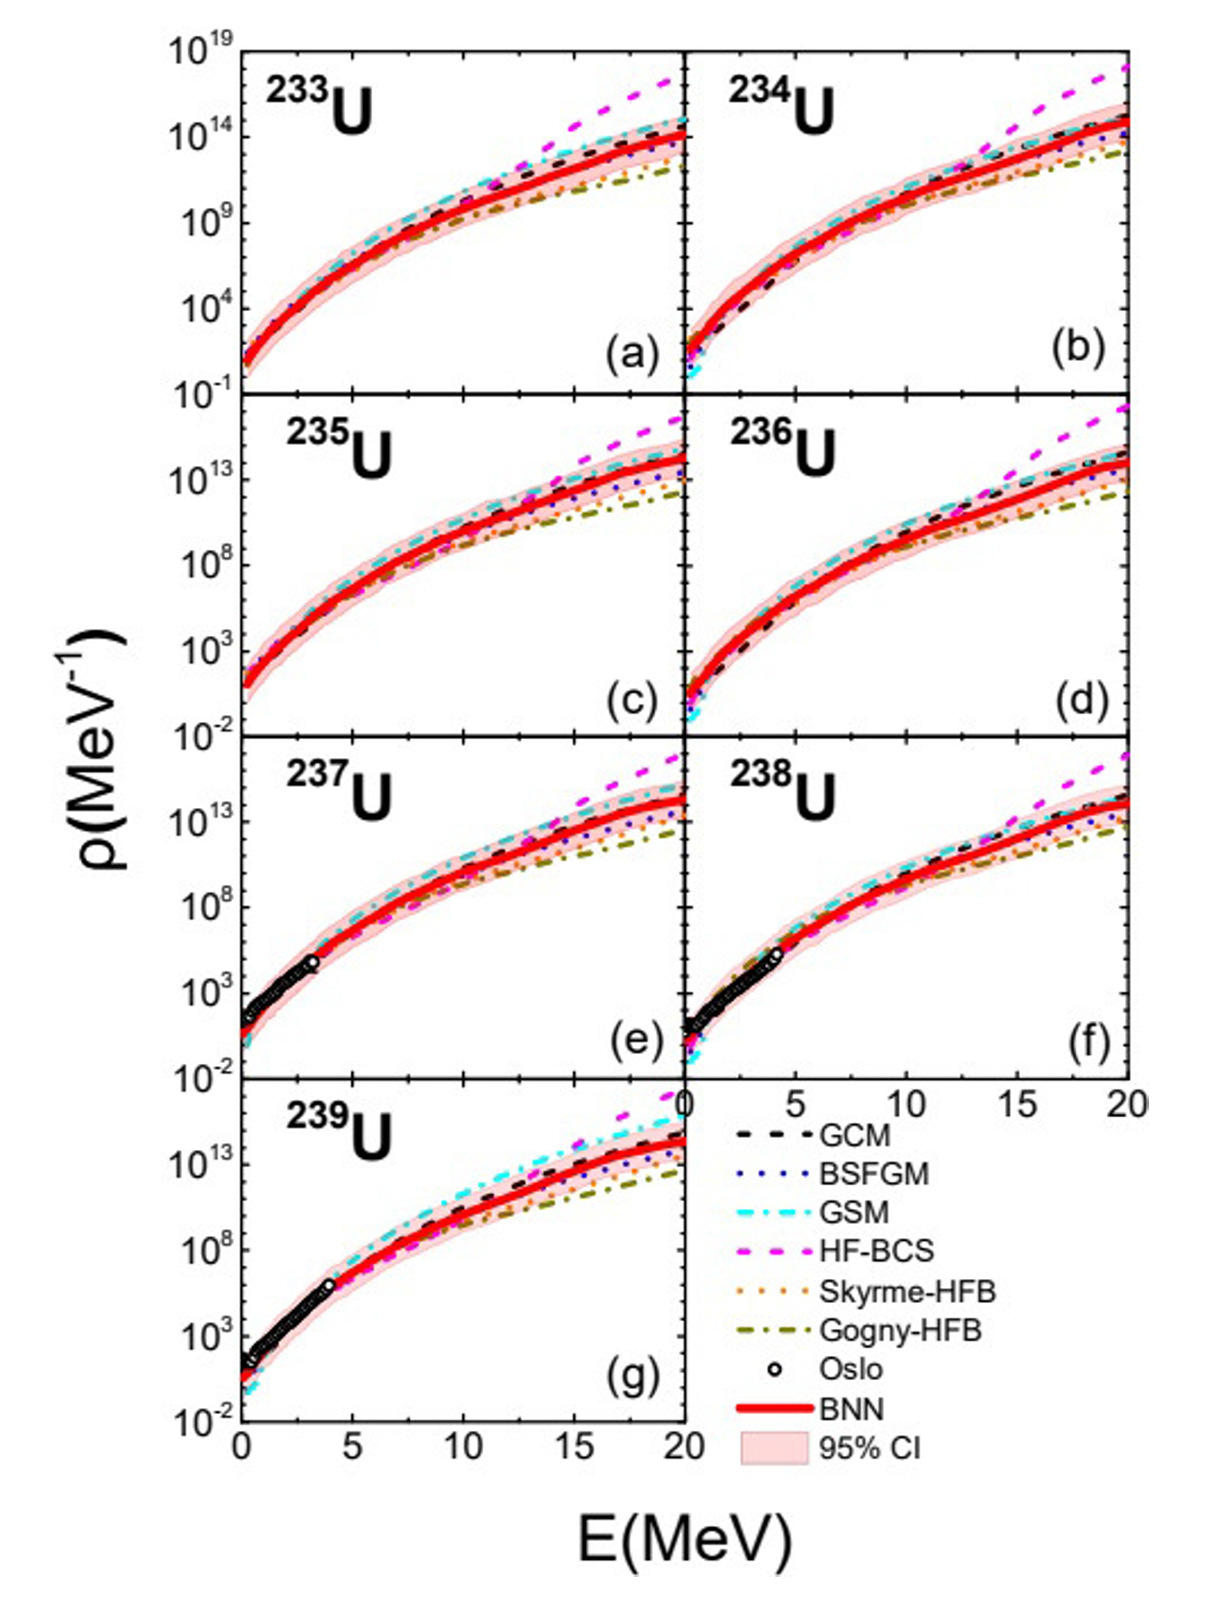 10^19
10^14
10^9
10^4
10^-1
^233U
(a)
^234U
(b)
10^13
10^8
10^3
10^-2
^235U
(c)
^236U
(d)
10^13
10^8
10^3
10^-2
^237U
(e)
^238U
(f)
0 5 10 15 20
10^13
10^8
10^3
10^-2
^239U
(g)
0 5 10 15 20
GCM
BSFGM
GSM
HF-BCS
Skyrme-HFB
Gogny-HFB
Oslo
BNN
95% CI
ρ(MeV^-1)
E(MeV)